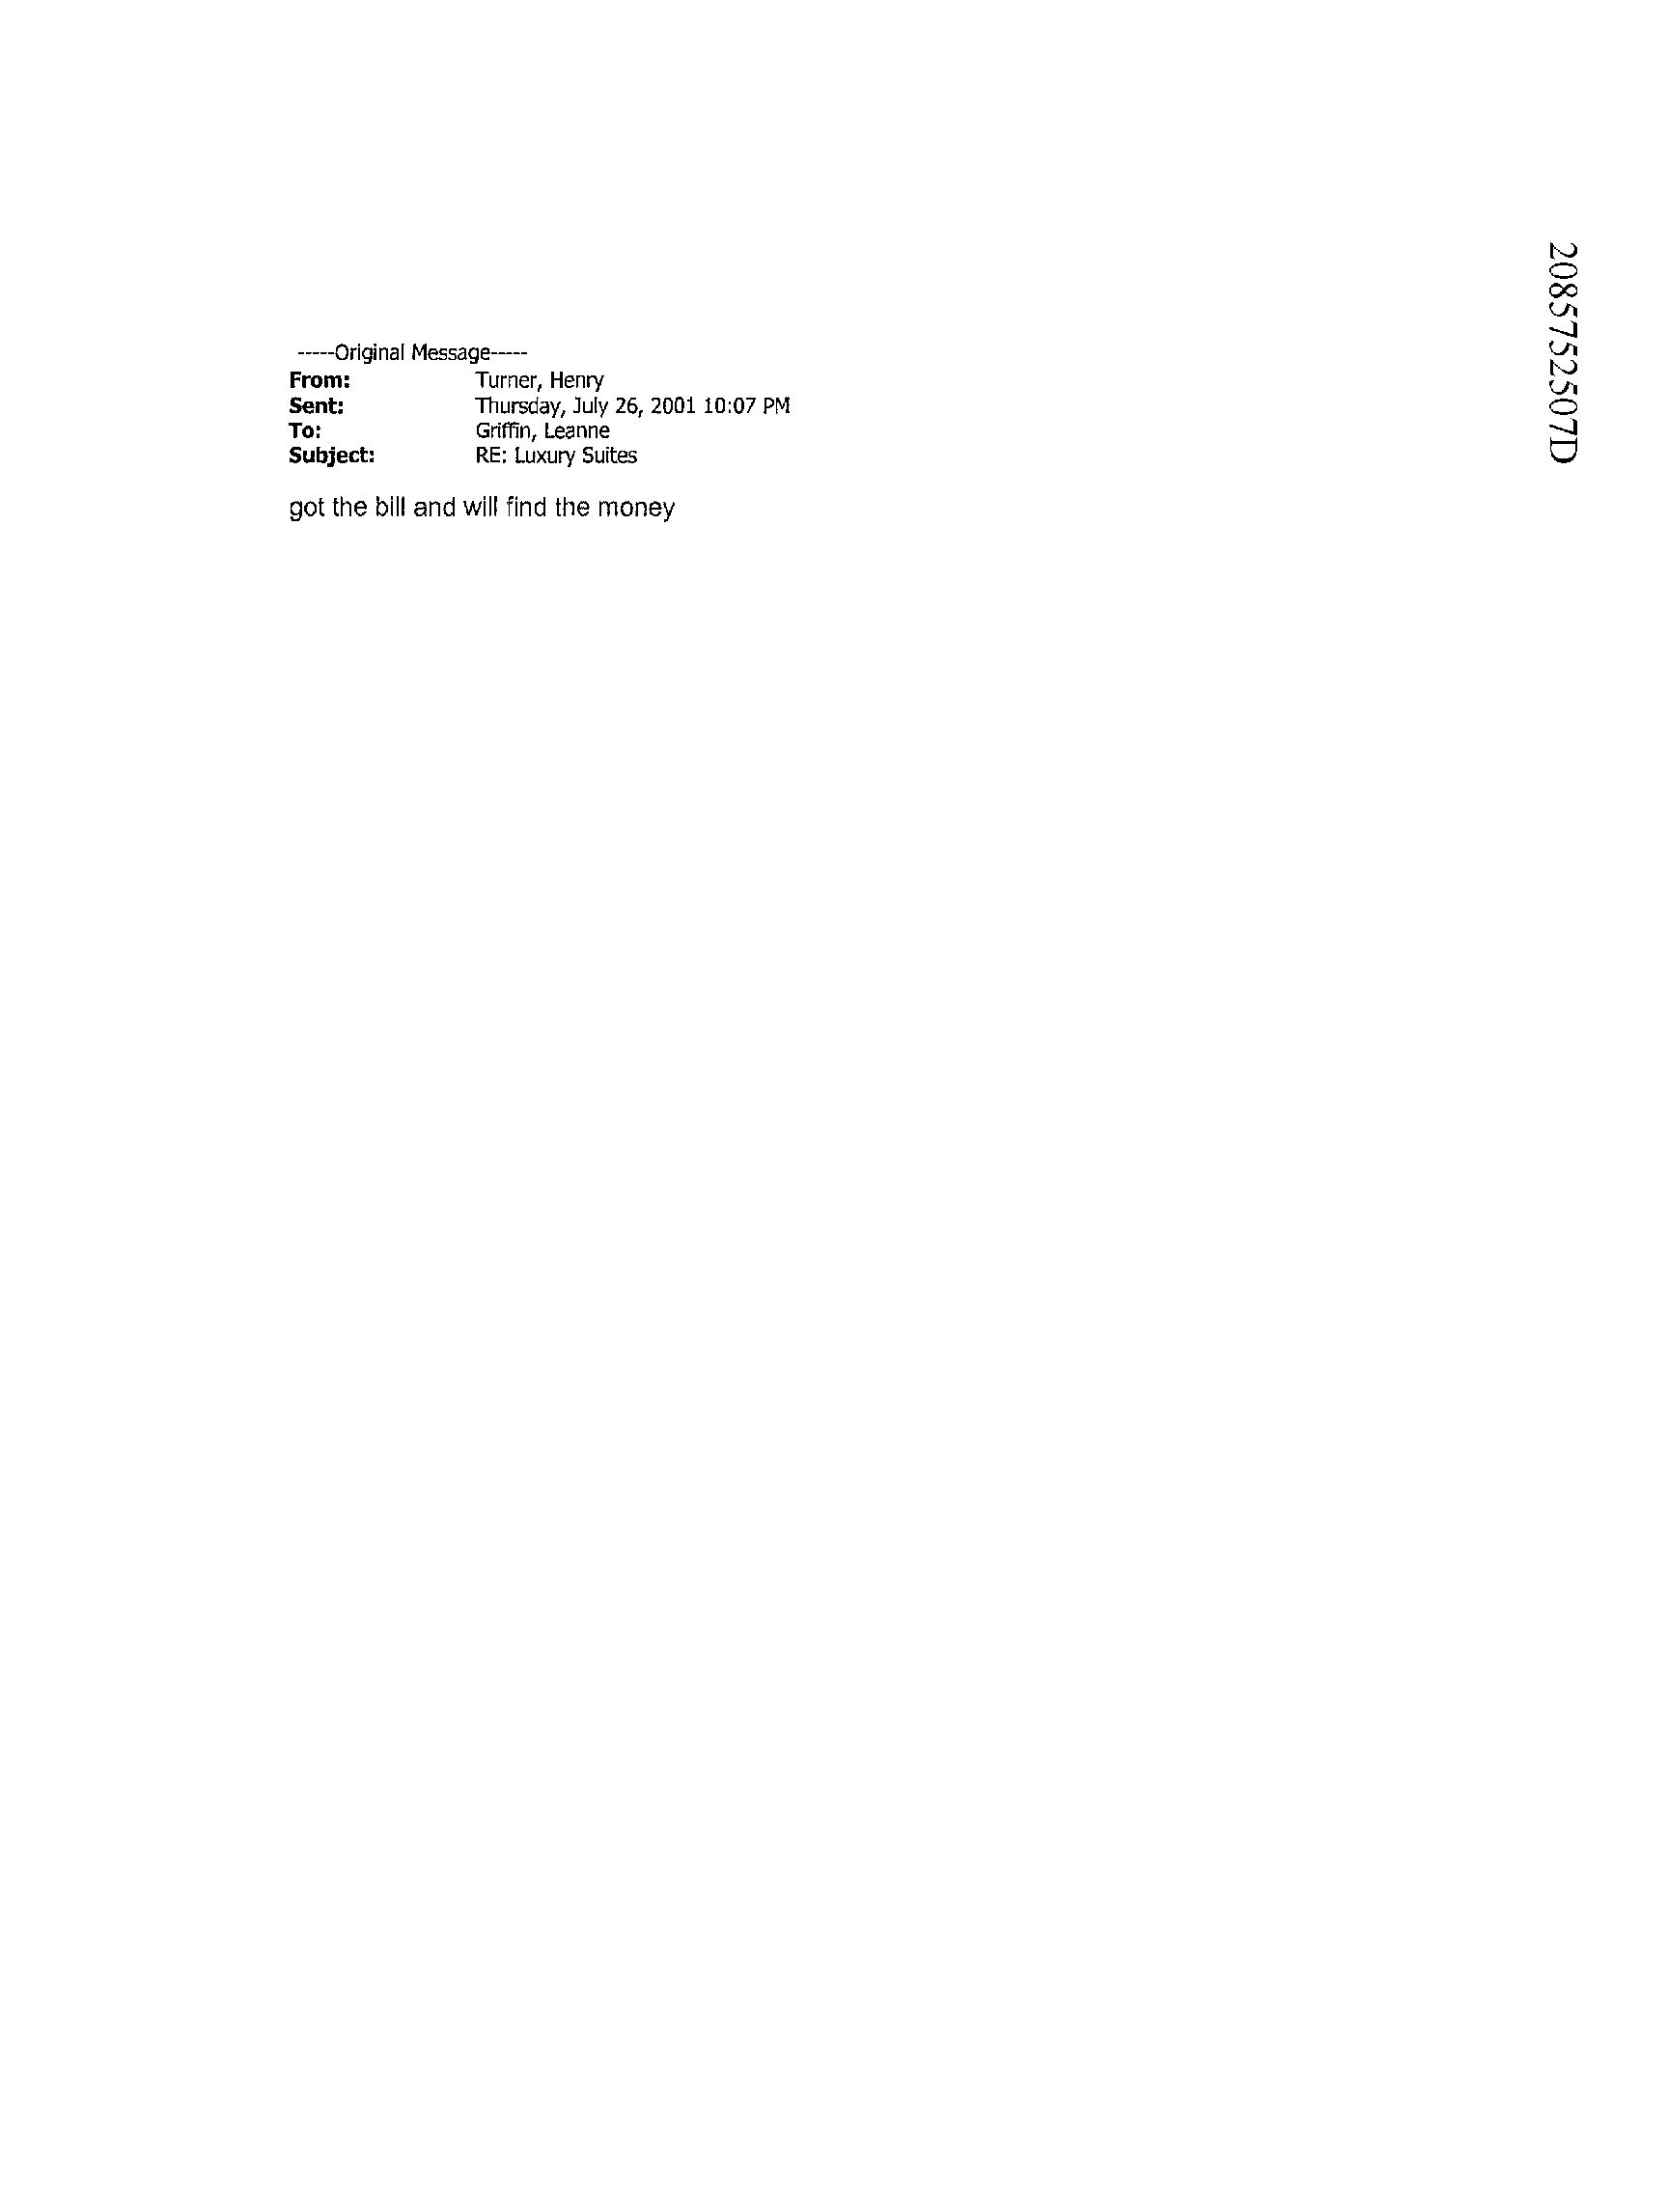 -----Original Message-----
From: Turner, Henry
Sent: Thursday, July 26, 2001 10:07 PM
To: Griffin, Leanne
Subject: RE: Luxury Suites
got the bill and will find the money
2085752507D